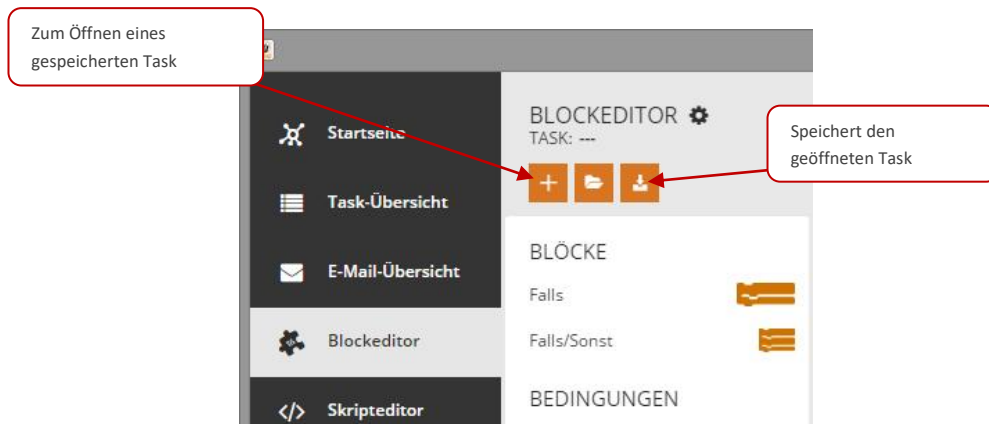 Zum Öffnen eines
gespeicherten Task
Startseite
Task-Übersicht
E-Mail-Übersicht
Blockeditor
</> Skripteditor
BLOCKEDITOR
TASK: ---
Speichert den
geöffneten Task
BLÖCKE
Falls
Falls/Sonst
BEDINGUNGEN